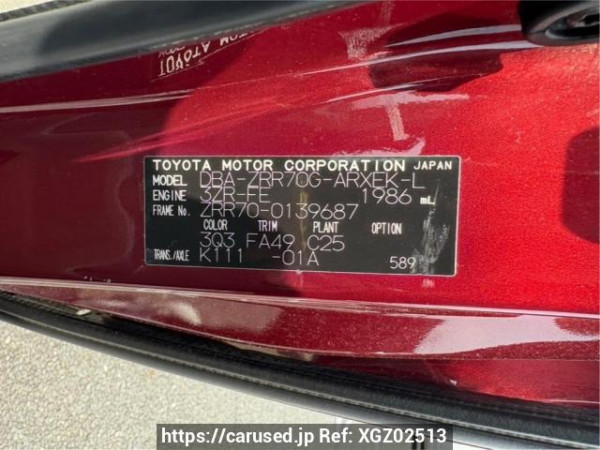 TOYOTA MOTOR CORPORATION JAPAN
MODEL DBA-ZRR70G-ARXEK-L
ENGINE 3ZR-FE 1986 mL
FRAME No. ZRR70-0139687
COLOR TRIM PLANT OPTION
3Q3 FA49 C25
TRANS./AXLE K111 -01A
589
https://carused.jp Ref: XGZ02513